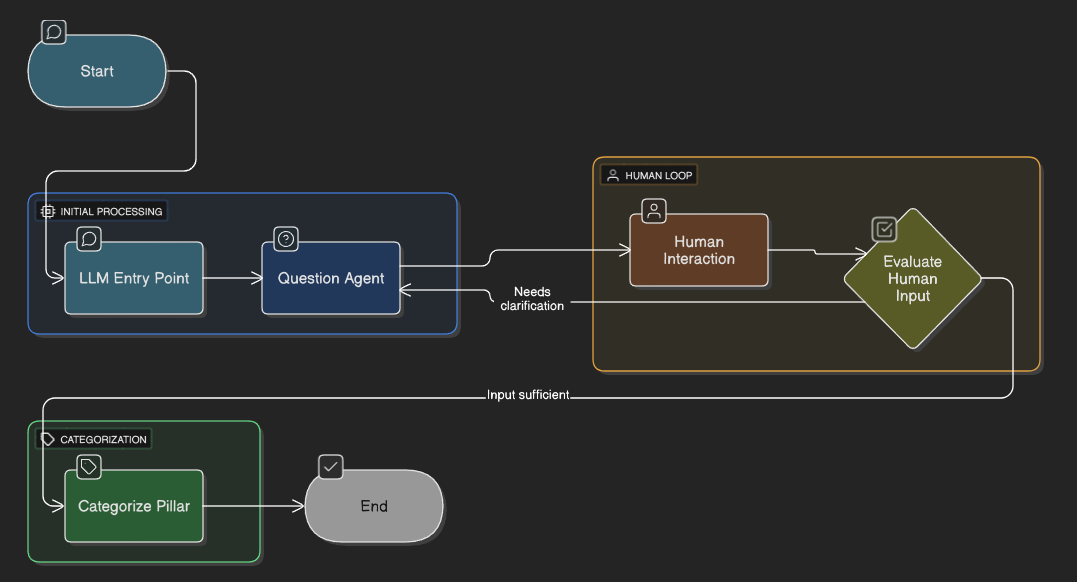 Start
INITIAL PROCESSING
LLM Entry Point
Question Agent
HUMAN LOOP
Human
Interaction
Evaluate
Human
Input
Needs
clarification
Input sufficient
CATEGORIZATION
Categorize Pillar
End